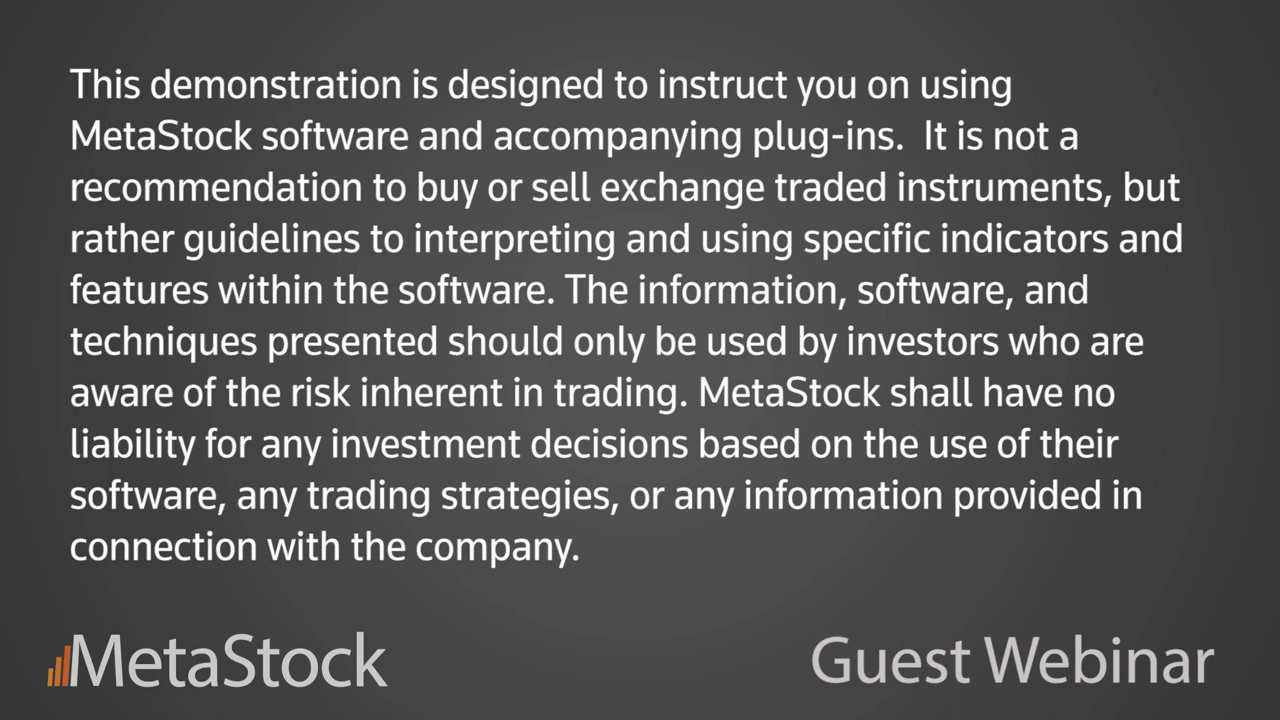 This demonstration is designed to instruct you on using
MetaStock software and accompanying plug-ins.  It is not a
recommendation to buy or sell exchange traded instruments, but
rather guidelines to interpreting and using specific indicators and
features within the software. The information, software, and
techniques presented should only be used by investors who are
aware of the risk inherent in trading. MetaStock shall have no
liability for any investment decisions based on the use of their
software, any trading strategies, or any information provided in
connection with the company.
MetaStock
Guest Webinar